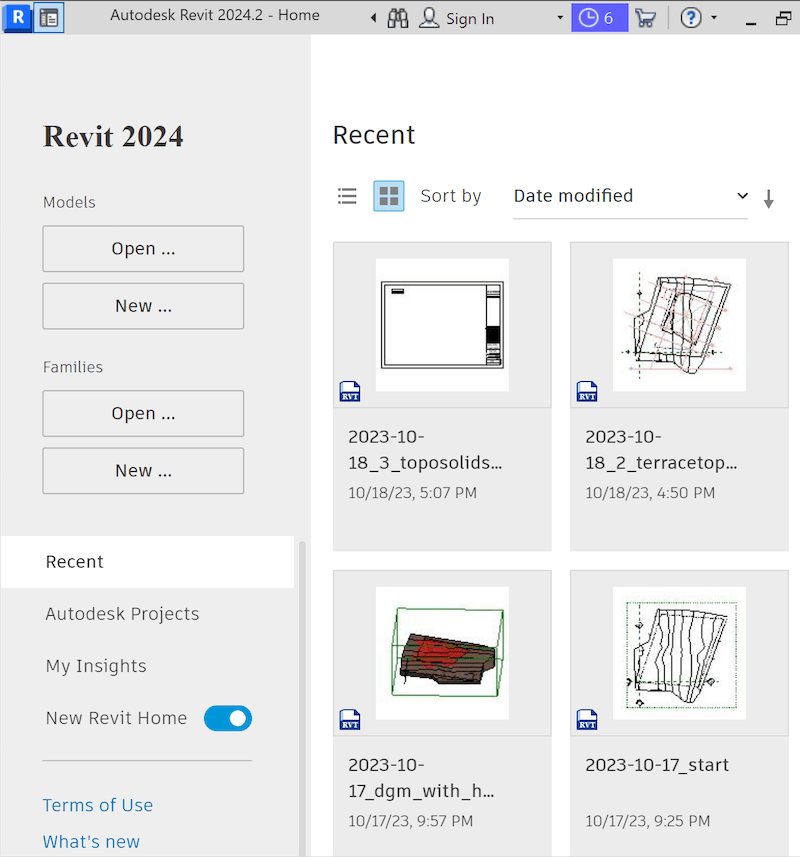 R
Autodesk Revit 2024.2 - Home
Sign In
6
?
Revit 2024
Models
Open ...
New ...
Families
Open ...
New ...
Recent
Autodesk Projects
My Insights
New Revit Home
Terms of Use
What's new
Recent
Sort by
Date modified
RVT
2023-10-
18_3_toposolids...
10/18/23, 5:07 PM
RVT
2023-10-
18_2_terracetop...
10/18/23, 4:50 PM
RVT
2023-10-
17_dgm_with_h...
10/17/23, 9:57 PM
RVT
2023-10-17_start
10/17/23, 9:25 PM